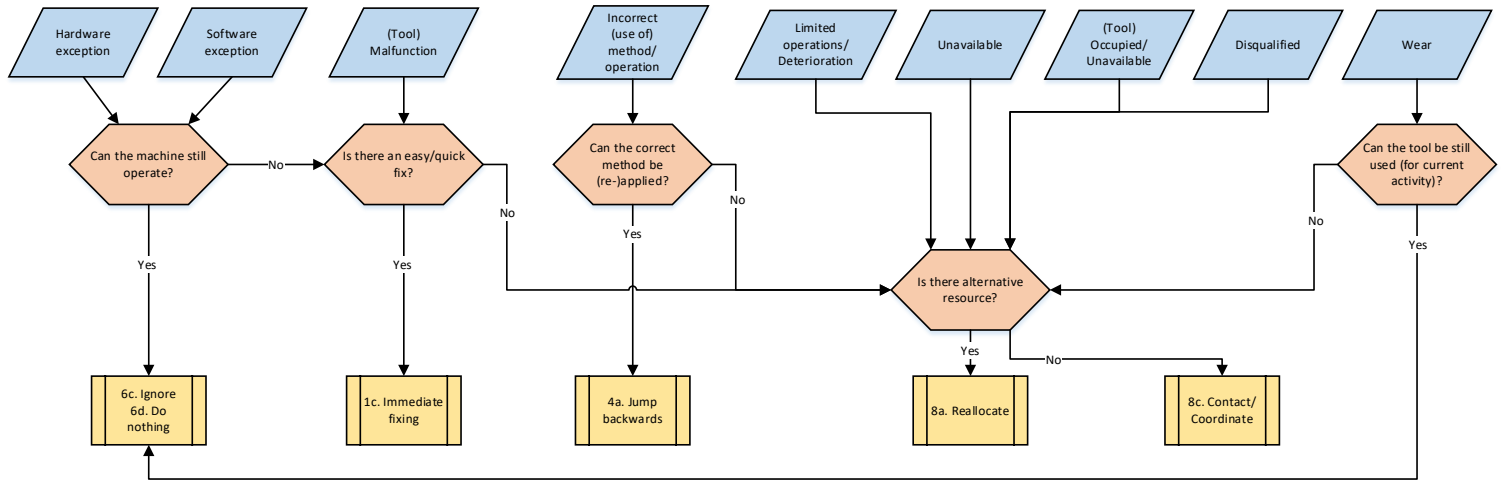 Hardware
exception
Software
exception
(Tool)
Malfunction
Incorrect
(use of)
method/
operation
Limited
operations/
Deterioration
Unavailable
(Tool)
Occupied/
Unavailable
Disqualified
Wear
Can the machine still
operate?
No
Is there an easy/quick
fix?
Can the correct
method be
(re-)applied?
Can the tool be still
used (for current
activity)?
No
No
No
Yes
Yes
Yes
Yes
Is there alternative
resource?
Yes
No
6c. Ignore
6d. Do
nothing
1c. Immediate
fixing
4a. Jump
backwards
8a. Reallocate
8c. Contact/
Coordinate